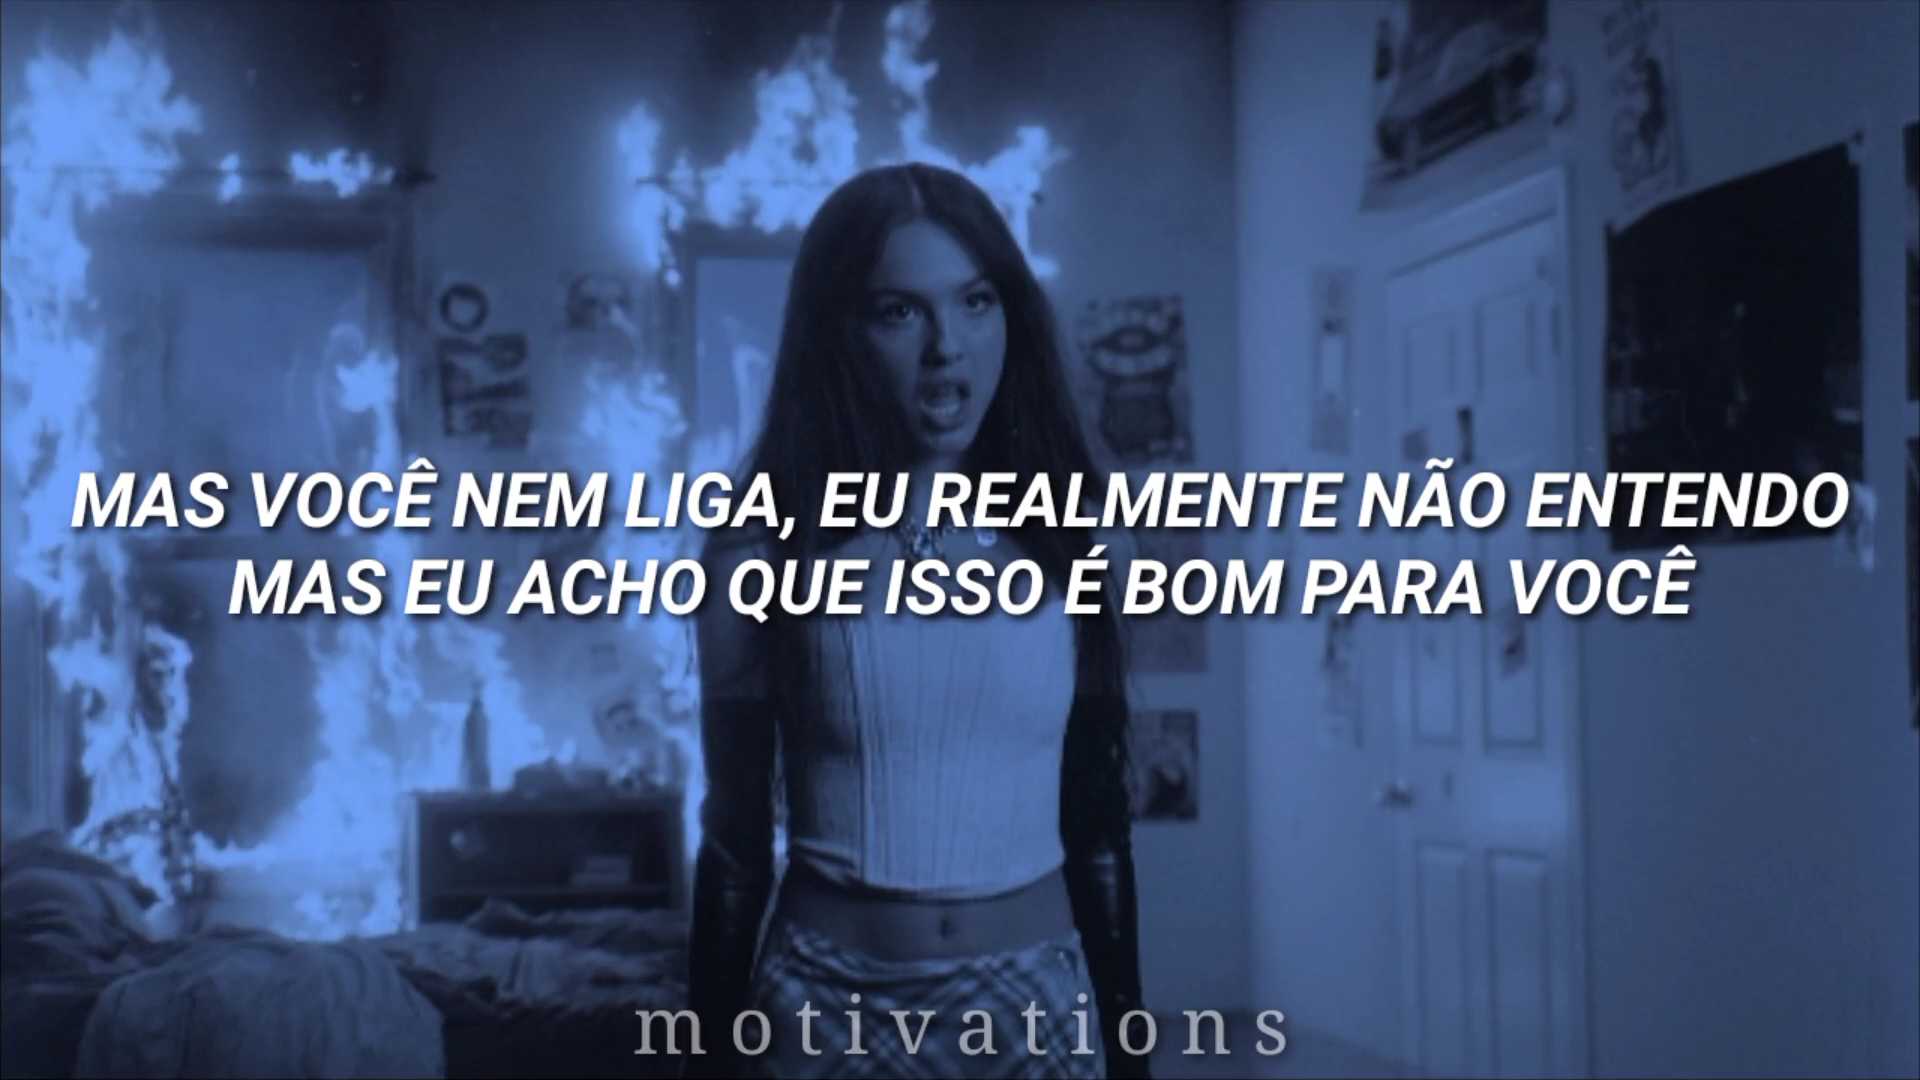 MAS VOCÊ NEM LIGA, EU REALMENTE NÃO ENTENDO
MAS EU ACHO QUE ISSO É BOM PARA VOCÊ
motivations